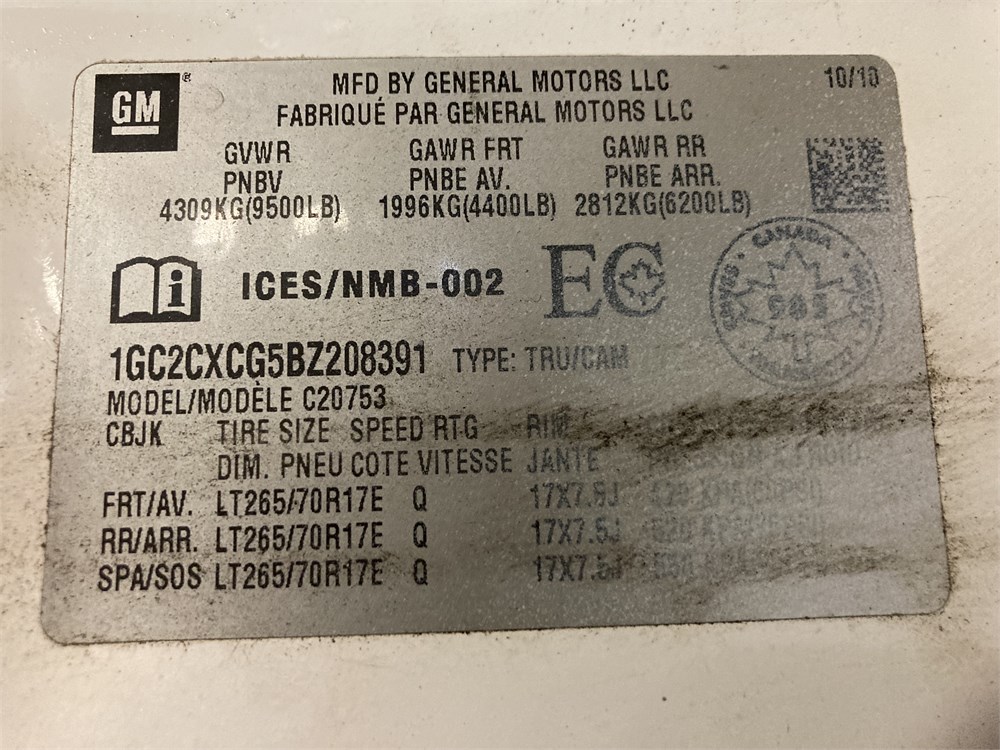 GM
MFD BY GENERAL MOTORS LLC
10/10
FABRIQUÉ PAR GENERAL MOTORS LLC
GVWR GAWR FRT GAWR RR
PNBV PNBE AV. PNBE ARR.
4309KG(9500LB) 1996KG(4400LB) 2812KG(6200LB)
ICES/NMB-002 EC
CANADA
1GC2CXCG5BZ208391 TYPE: TRU/CAM
MODEL/MODÈLE C20753
CBJK TIRE SIZE SPEED RTG RIM
DIM. PNEU COTE VITESSE JANTE
FRT/AV. LT265/70R17E Q 17X7.5J
RR/ARR. LT265/70R17E Q 17X7.5J
SPA/SOS LT265/70R17E Q 17X7.5J